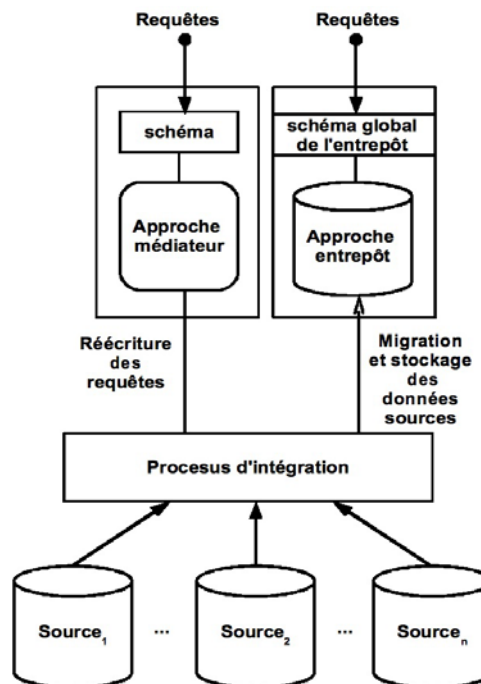 Requêtes
Requêtes
schéma
schéma global
de l'entrepôt
Approche
médiateur
Approche
entrepôt
Réécriture
des
requêtes
Migration
et stockage
des
données
sources
Procesus d'intégration
Source1 ... Source2 ... Sourcen